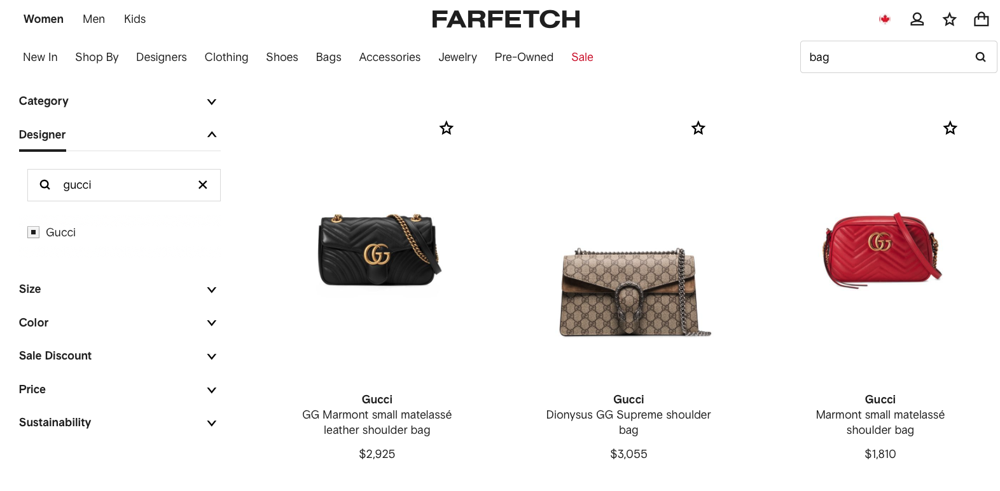 Women Men Kids
FARFETCH
New In Shop By Designers Clothing Shoes Bags Accessories Jewelry Pre-Owned Sale
bag
Category
Designer
gucci
Gucci
Size
Color
Sale Discount
Price
Sustainability
Gucci
GG Marmont small matelassé
leather shoulder bag
$2,925
Gucci
Dionysus GG Supreme shoulder
bag
$3,055
Gucci
Marmont small matelassé
shoulder bag
$1,810